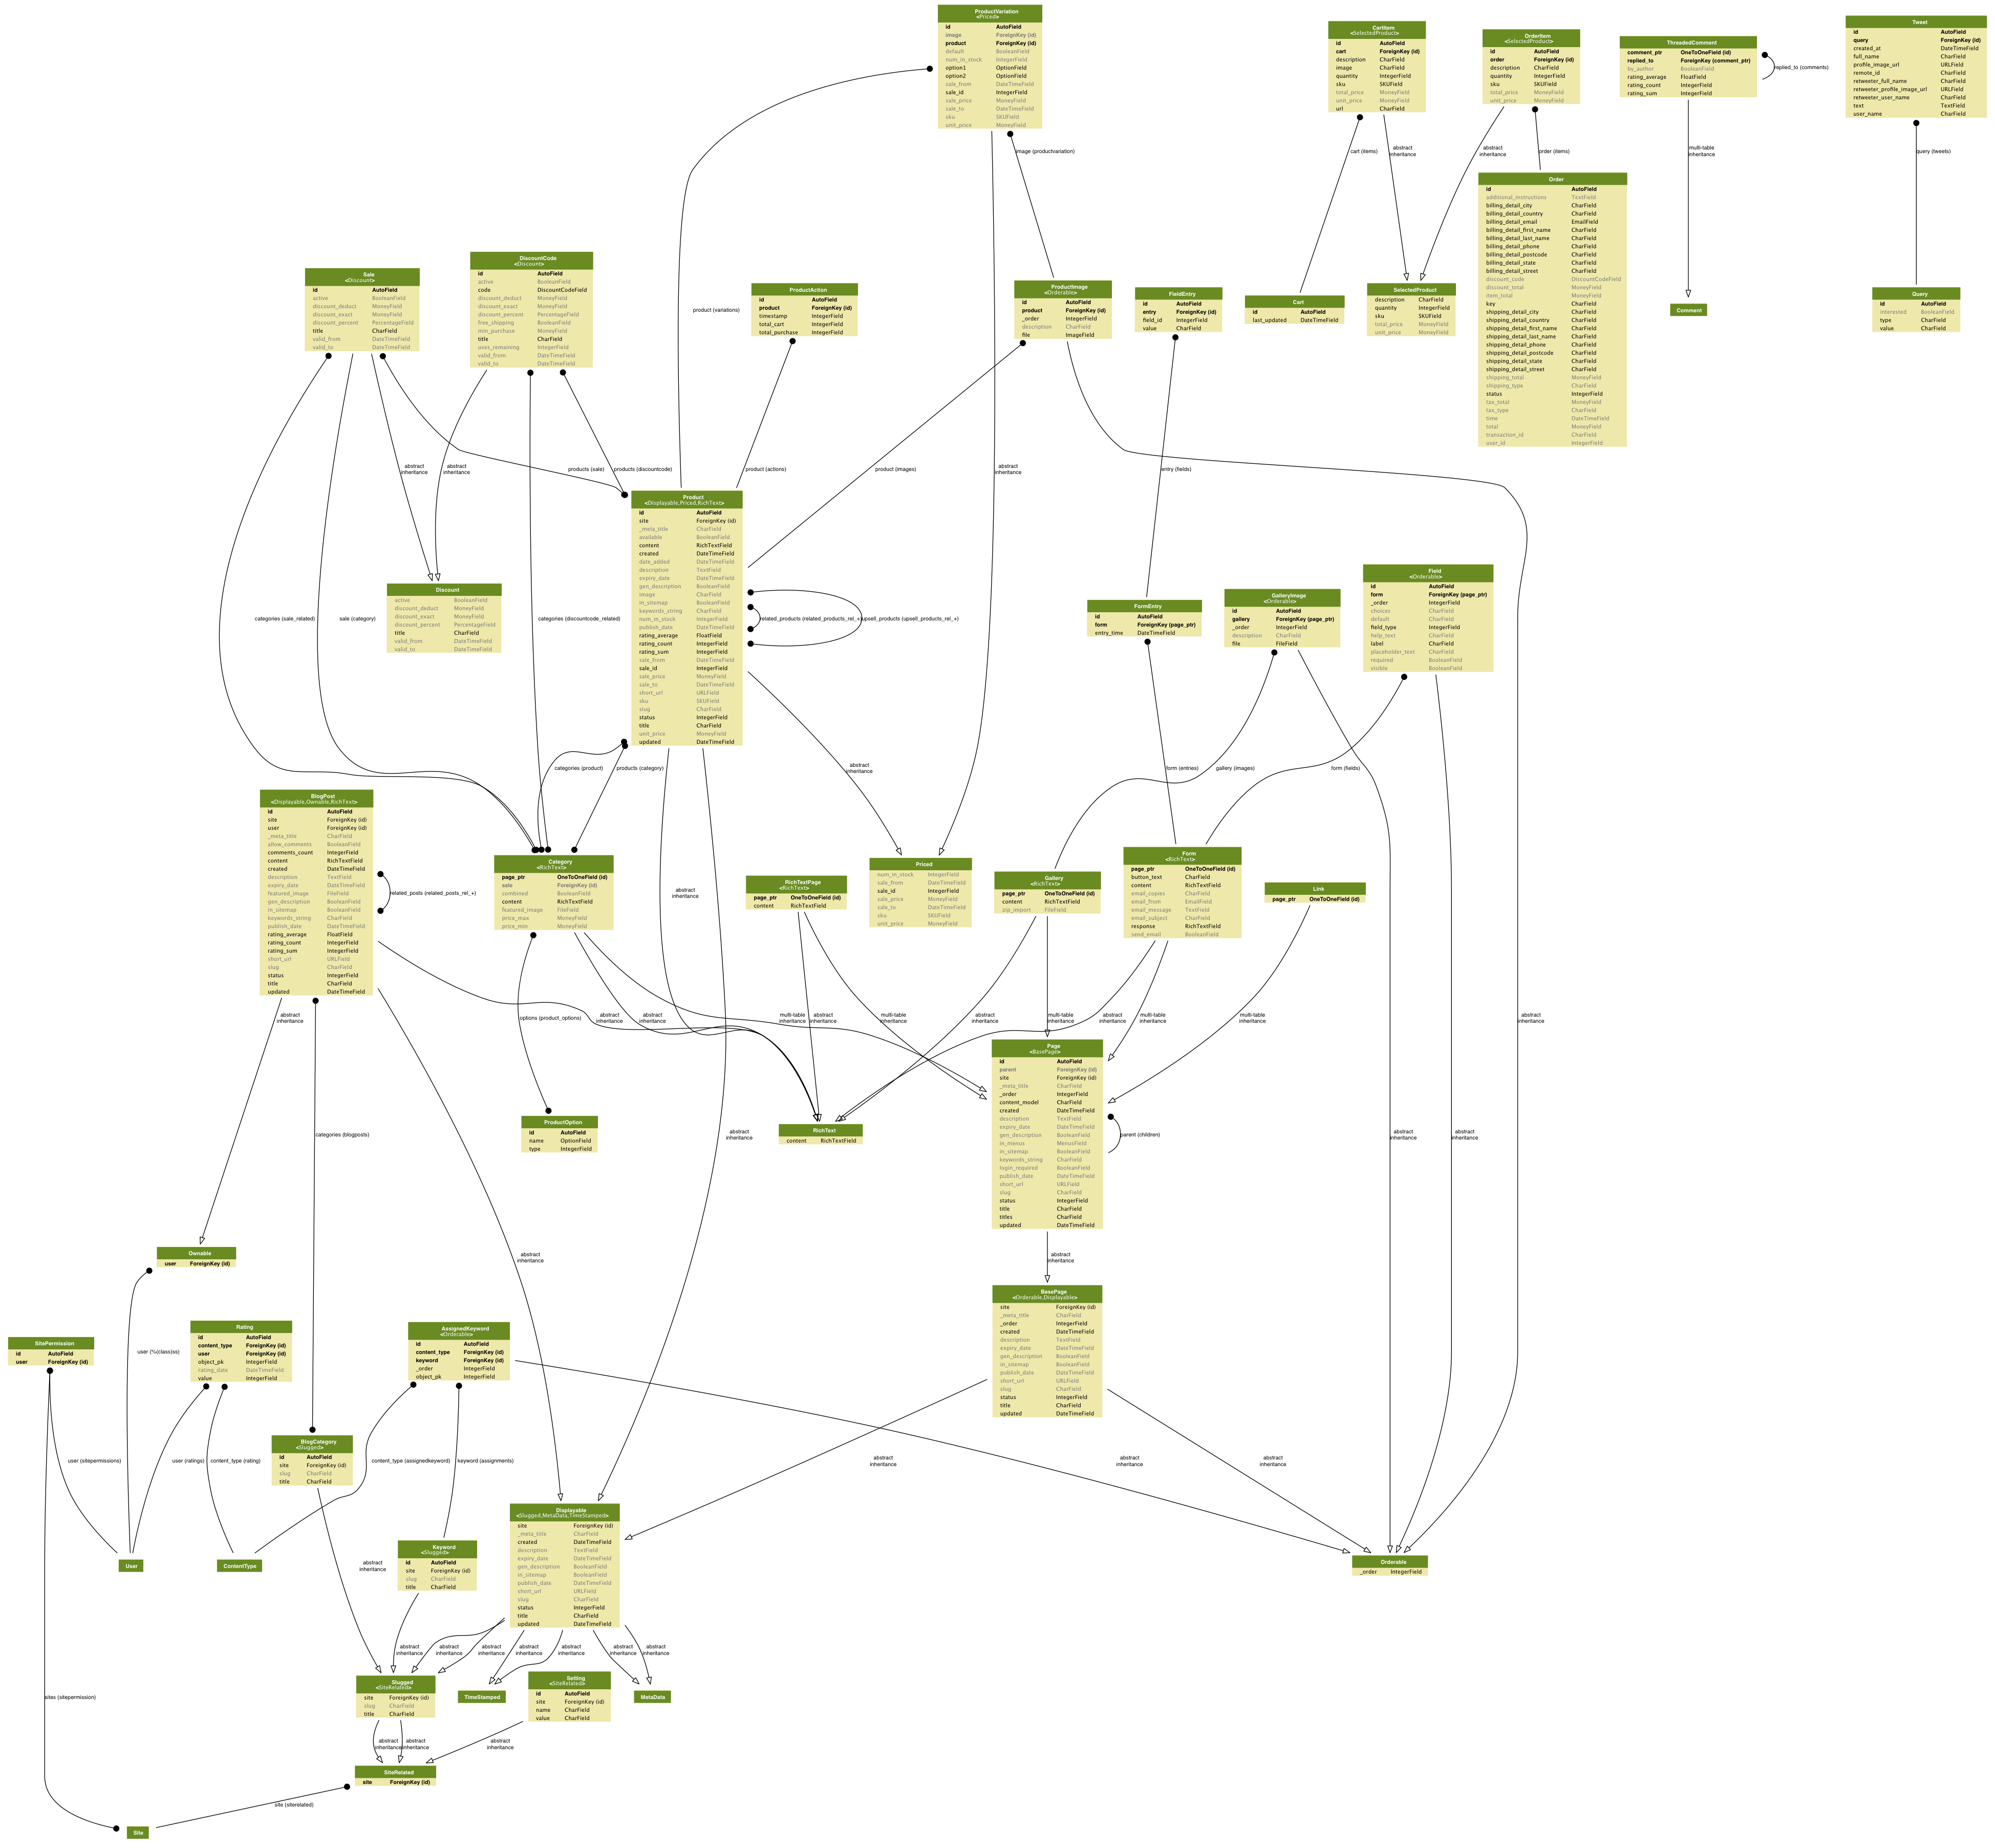 ProductVariation
<Priced>
id AutoField
image ForeignKey (id)
product ForeignKey (id)
default BooleanField
num_in_stock IntegerField
option1 OptionField
option2 OptionField
sale_from DateTimeField
sale_id IntegerField
sale_price MoneyField
sale_to DateTimeField
sku SKUField
unit_price MoneyField
CartItem
<SelectedProduct>
id AutoField
cart ForeignKey (id)
description CharField
image CharField
quantity IntegerField
sku SKUField
total_price MoneyField
unit_price MoneyField
url CharField
OrderItem
<SelectedProduct>
id AutoField
order ForeignKey (id)
description CharField
quantity IntegerField
sku SKUField
total_price MoneyField
unit_price MoneyField
ThreadedComment
comment_ptr OneToOneField (id)
replied_to ForeignKey (comment_ptr)
by_author BooleanField
rating_average FloatField
rating_count IntegerField
rating_sum IntegerField
replied_to (comments)
Tweet
id AutoField
query ForeignKey (id)
created_at DateTimeField
full_name CharField
profile_image_url URLField
remote_id CharField
retweeter_full_name CharField
retweeter_profile_image_url URLField
retweeter_user_name CharField
text TextField
user_name CharField
image (productvariation)
cart (items)
abstract
inheritance
abstract
inheritance
order (items)
multi-table
inheritance
query (tweets)
Order
id AutoField
additional_instructions TextField
billing_detail_city CharField
billing_detail_country CharField
billing_detail_email EmailField
billing_detail_first_name CharField
billing_detail_last_name CharField
billing_detail_phone CharField
billing_detail_postcode CharField
billing_detail_state CharField
billing_detail_street CharField
discount_code DiscountCodeField
discount_total MoneyField
item_total MoneyField
key CharField
shipping_detail_city CharField
shipping_detail_country CharField
shipping_detail_first_name CharField
shipping_detail_last_name CharField
shipping_detail_phone CharField
shipping_detail_postcode CharField
shipping_detail_state CharField
shipping_detail_street CharField
shipping_total MoneyField
shipping_type CharField
status IntegerField
tax_total MoneyField
tax_type CharField
time DateTimeField
total MoneyField
transaction_id CharField
user_id IntegerField
Sale
<Discount>
id AutoField
active BooleanField
discount_deduct MoneyField
discount_exact MoneyField
discount_percent PercentageField
title CharField
valid_from DateTimeField
valid_to DateTimeField
DiscountCode
<Discount>
id AutoField
active BooleanField
code DiscountCodeField
discount_deduct MoneyField
discount_exact MoneyField
discount_percent PercentageField
free_shipping BooleanField
min_purchase MoneyField
title CharField
uses_remaining IntegerField
valid_from DateTimeField
valid_to DateTimeField
product (variations)
ProductAction
id AutoField
product ForeignKey (id)
timestamp IntegerField
total_cart IntegerField
total_purchase IntegerField
ProductImage
<Orderable>
id AutoField
product ForeignKey (id)
_order IntegerField
description CharField
file ImageField
FieldEntry
id AutoField
entry ForeignKey (id)
field_id IntegerField
value CharField
Cart
id AutoField
last_updated DateTimeField
SelectedProduct
description CharField
quantity IntegerField
sku SKUField
total_price MoneyField
unit_price MoneyField
Comment
Query
id AutoField
interested BooleanField
type CharField
value CharField
abstract
inheritance
abstract
inheritance
products (sale)
products (discountcode)
product (actions)
product (images)
abstract
inheritance
entry (fields)
Product
<Displayable,Priced,RichText>
id AutoField
site ForeignKey (id)
_meta_title CharField
available BooleanField
content RichTextField
created DateTimeField
date_added DateTimeField
description TextField
expiry_date DateTimeField
gen_description BooleanField
image CharField
in_sitemap BooleanField
keywords_string CharField
num_in_stock IntegerField
publish_date DateTimeField
rating_average FloatField
rating_count IntegerField
rating_sum IntegerField
sale_from DateTimeField
sale_id IntegerField
sale_price MoneyField
sale_to DateTimeField
short_url URLField
sku SKUField
slug CharField
status IntegerField
title CharField
unit_price MoneyField
updated DateTimeField
related_products (related_products_rel_+)
upsell_products (upsell_products_rel_+)
Discount
active BooleanField
discount_deduct MoneyField
discount_exact MoneyField
discount_percent PercentageField
title CharField
valid_from DateTimeField
valid_to DateTimeField
categories (sale_related)
sale (category)
categories (discountcode_related)
FormEntry
id AutoField
form ForeignKey (page_ptr)
entry_time DateTimeField
GalleryImage
<Orderable>
id AutoField
gallery ForeignKey (page_ptr)
_order IntegerField
description CharField
file FileField
Field
<Orderable>
id AutoField
form ForeignKey (page_ptr)
_order IntegerField
choices CharField
default CharField
field_type IntegerField
help_text CharField
label CharField
placeholder_text CharField
required BooleanField
visible BooleanField
categories (product)
products (category)
abstract
inheritance
form (entries)
gallery (images)
form (fields)
BlogPost
<Displayable,Ownable,RichText>
id AutoField
site ForeignKey (id)
user ForeignKey (id)
_meta_title CharField
allow_comments BooleanField
comments_count IntegerField
content RichTextField
created DateTimeField
description TextField
expiry_date DateTimeField
featured_image FileField
gen_description BooleanField
in_sitemap BooleanField
keywords_string CharField
publish_date DateTimeField
rating_average FloatField
rating_count IntegerField
rating_sum IntegerField
short_url URLField
slug CharField
status IntegerField
title CharField
updated DateTimeField
related_posts (related_posts_rel_+)
Category
<RichText>
page_ptr OneToOneField (id)
sale ForeignKey (id)
combined BooleanField
content RichTextField
featured_image FileField
price_max MoneyField
price_min MoneyField
abstract
inheritance
RichTextPage
<RichText>
page_ptr OneToOneField (id)
content RichTextField
Priced
num_in_stock IntegerField
sale_from DateTimeField
sale_id IntegerField
sale_price MoneyField
sale_to DateTimeField
sku SKUField
unit_price MoneyField
Gallery
<RichText>
page_ptr OneToOneField (id)
content RichTextField
zip_import FileField
Form
<RichText>
page_ptr OneToOneField (id)
button_text CharField
content RichTextField
email_copies CharField
email_from EmailField
email_message TextField
email_subject CharField
response RichTextField
send_email BooleanField
Link
page_ptr OneToOneField (id)
abstract
inheritance
options (product_options)
abstract
inheritance
abstract
inheritance
multi-table
inheritance
abstract
inheritance
multi-table
inheritance
abstract
inheritance
multi-table
inheritance
abstract
inheritance
multi-table
inheritance
multi-table
inheritance
abstract
inheritance
Page
<BasePage>
id AutoField
parent ForeignKey (id)
site ForeignKey (id)
_meta_title CharField
_order IntegerField
content_model CharField
created DateTimeField
description TextField
expiry_date DateTimeField
gen_description BooleanField
in_menus MenusField
in_sitemap BooleanField
keywords_string CharField
login_required BooleanField
publish_date DateTimeField
short_url URLField
slug CharField
status IntegerField
title CharField
titles CharField
updated DateTimeField
parent (children)
categories (blogposts)
ProductOption
id AutoField
name OptionField
type IntegerField
RichText
content RichTextField
abstract
inheritance
abstract
inheritance
abstract
inheritance
abstract
inheritance
abstract
inheritance
Ownable
user ForeignKey (id)
BasePage
<Orderable,Displayable>
site ForeignKey (id)
_meta_title CharField
_order IntegerField
created DateTimeField
description TextField
expiry_date DateTimeField
gen_description BooleanField
in_sitemap BooleanField
publish_date DateTimeField
short_url URLField
slug CharField
status IntegerField
title CharField
updated DateTimeField
SitePermission
id AutoField
user ForeignKey (id)
user (%(class)ss)
Rating
id AutoField
content_type ForeignKey (id)
user ForeignKey (id)
object_pk IntegerField
rating_date DateTimeField
value IntegerField
AssignedKeyword
<Orderable>
id AutoField
content_type ForeignKey (id)
keyword ForeignKey (id)
_order IntegerField
object_pk IntegerField
BlogCategory
<Slugged>
id AutoField
site ForeignKey (id)
slug CharField
title CharField
user (sitepermissions)
user (ratings)
content_type (rating)
content_type (assignedkeyword)
keyword (assignments)
abstract
inheritance
abstract
inheritance
abstract
inheritance
Displayable
<Slugged,MetaData,TimeStamped>
site ForeignKey (id)
_meta_title CharField
created DateTimeField
description TextField
expiry_date DateTimeField
gen_description BooleanField
in_sitemap BooleanField
publish_date DateTimeField
short_url URLField
slug CharField
status IntegerField
title CharField
updated DateTimeField
Keyword
<Slugged>
id AutoField
site ForeignKey (id)
slug CharField
title CharField
User
ContentType
abstract
inheritance
Orderable
_order IntegerField
abstract
inheritance
abstract
inheritance
abstract
inheritance
abstract
inheritance
abstract
inheritance
abstract
inheritance
abstract
inheritance
Slugged
<SiteRelated>
site ForeignKey (id)
slug CharField
title CharField
TimeStamped
Setting
<SiteRelated>
id AutoField
site ForeignKey (id)
name CharField
value CharField
MetaData
sites (sitepermission)
abstract
inheritance
abstract
inheritance
abstract
inheritance
SiteRelated
site ForeignKey (id)
site (siterelated)
Site